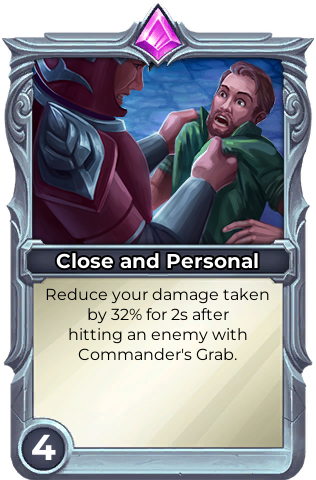 Close and Personal
Reduce your damage taken
by 32% for 2s after
hitting an enemy with
Commander's Grab.
4